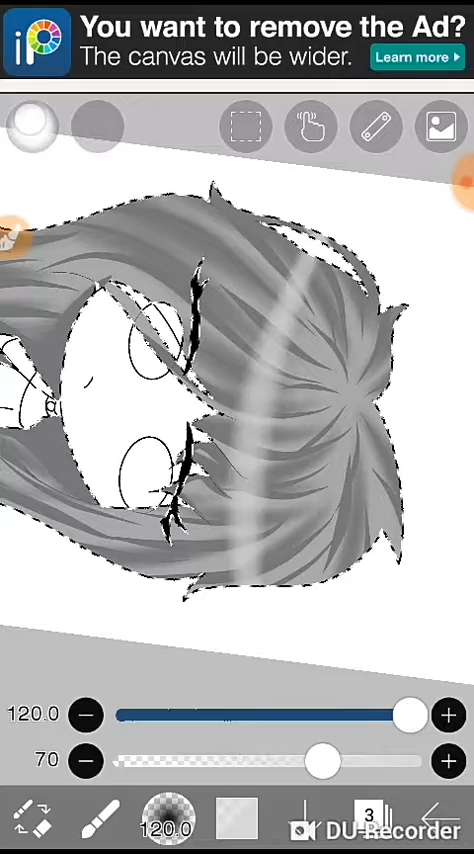 iP
You want to remove the Ad?
The canvas will be wider.
Learn more
120.0
70
120.0
3
DU-Recorder